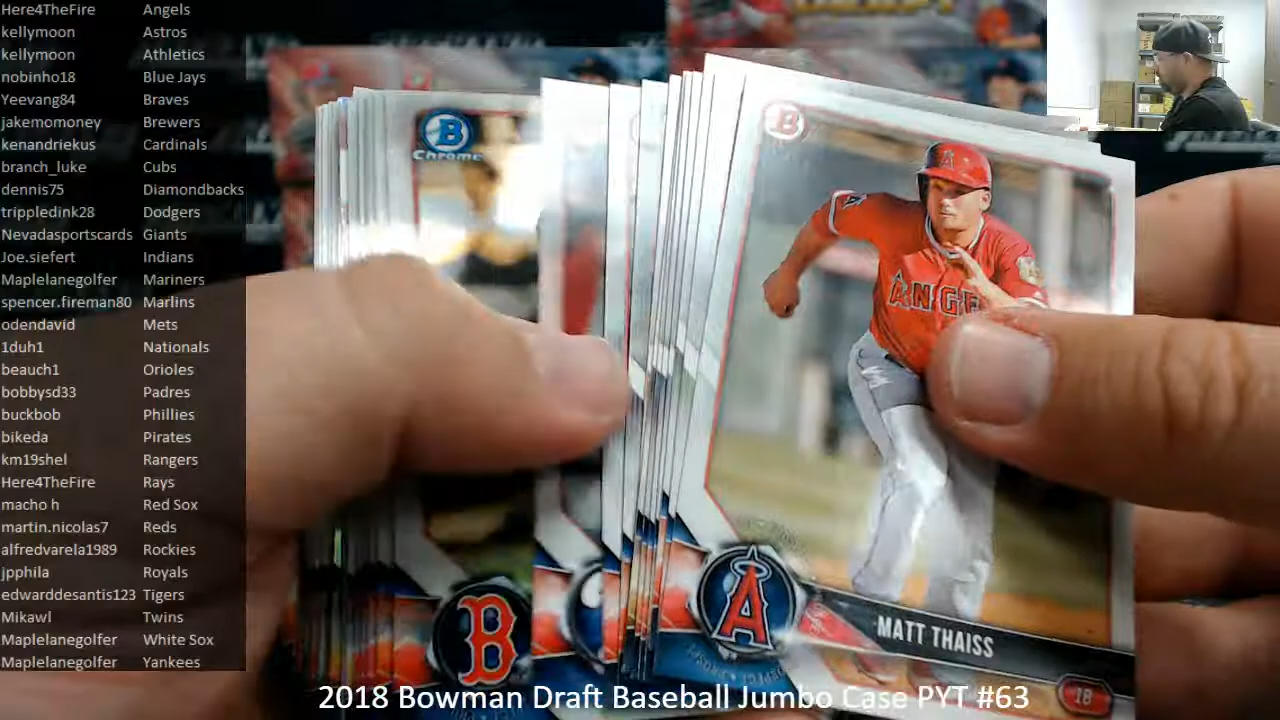 Here4TheFire Angels
kellymoon Astros
kellymoon Athletics
nobinho18 Blue Jays
Yeevang84 Braves
jakemomoney Brewers
kenandriekus Cardinals
branch_luke Cubs
dennis75 Diamondbacks
trippledink28 Dodgers
Nevadasportscards Giants
Joe.siefert Indians
Maplelanegolfer Mariners
spencer.fireman80 Marlins
odendavid Mets
1duh1 Nationals
beauch1 Orioles
bobbysd33 Padres
buckbob Phillies
bikeda Pirates
km19shel Rangers
Here4TheFire Rays
macho h Red Sox
martin.nicolas7 Reds
alfredvarela1989 Rockies
jpphila Royals
edwarddesantis123 Tigers
Mikawl Twins
Maplelanegolfer White Sox
Maplelanegolfer Yankees
B
Chrome
B
B
A
MATT THAISS
18
2018 Bowman Draft Baseball Jumbo Case PYT #63